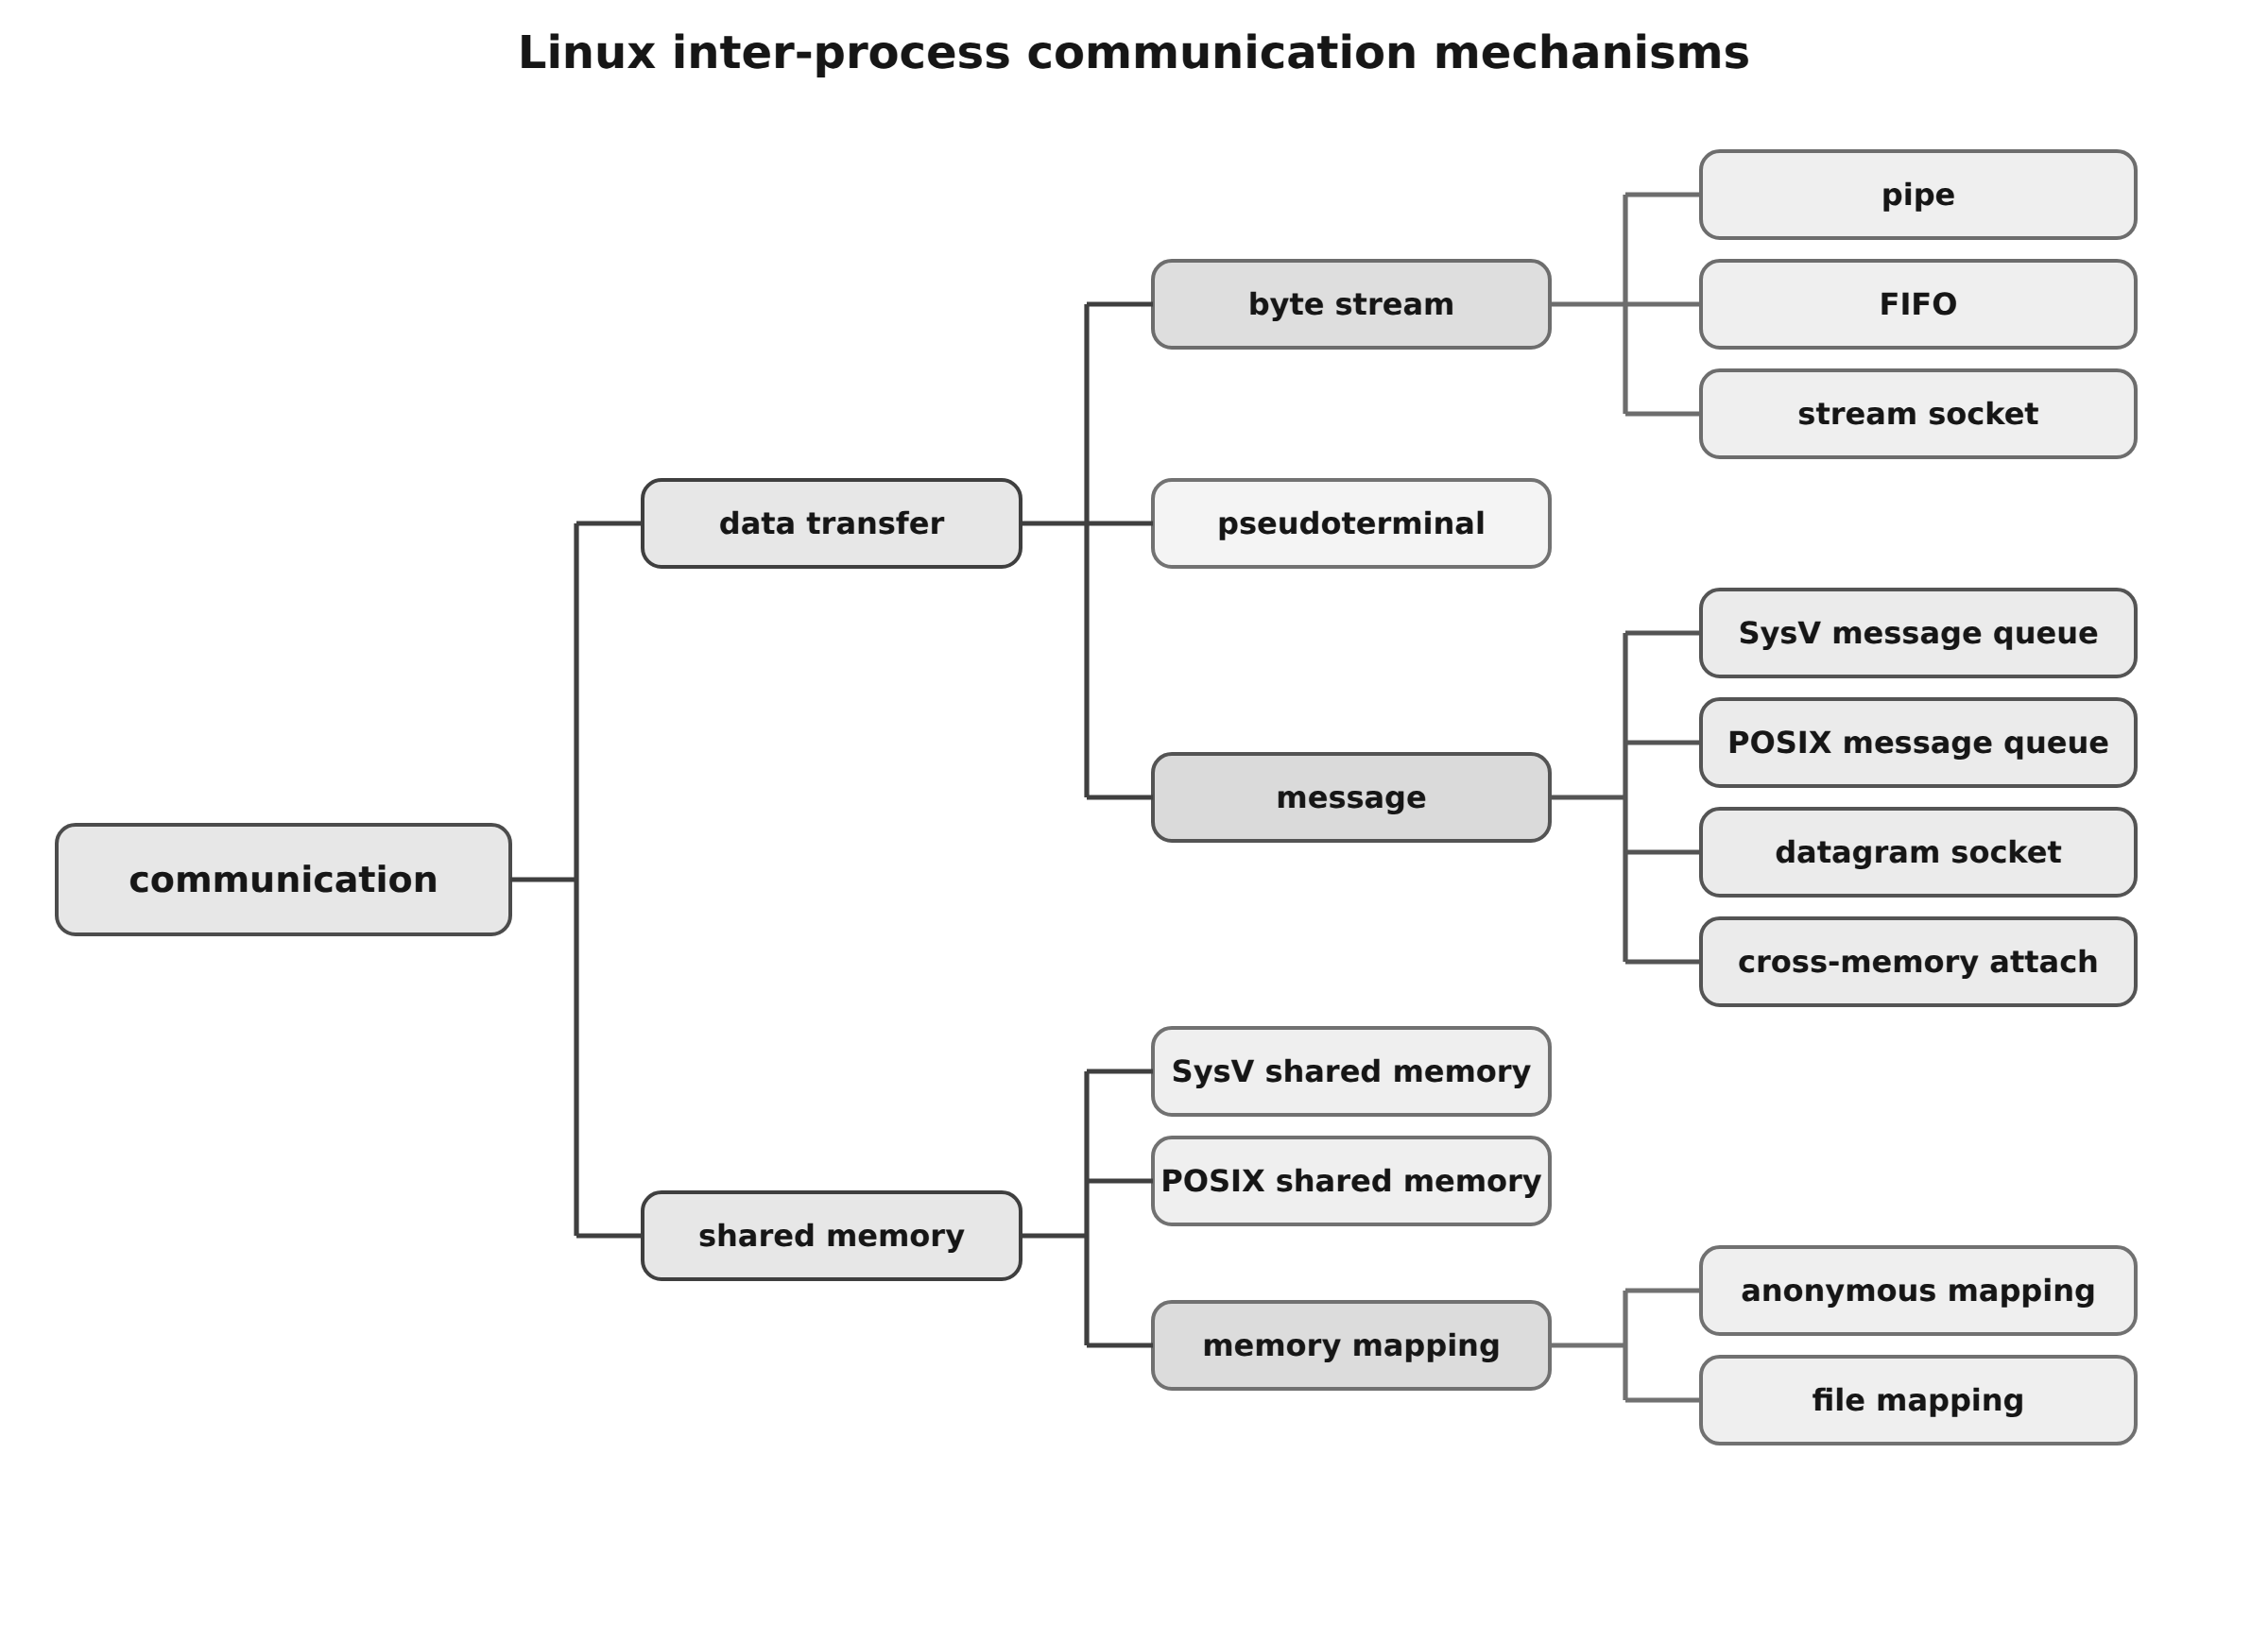 Linux inter-process communication mechanisms
communication
data transfer
byte stream
pipe
FIFO
stream socket
pseudoterminal
message
SysV message queue
POSIX message queue
datagram socket
cross-memory attach
shared memory
SysV shared memory
POSIX shared memory
memory mapping
anonymous mapping
file mapping